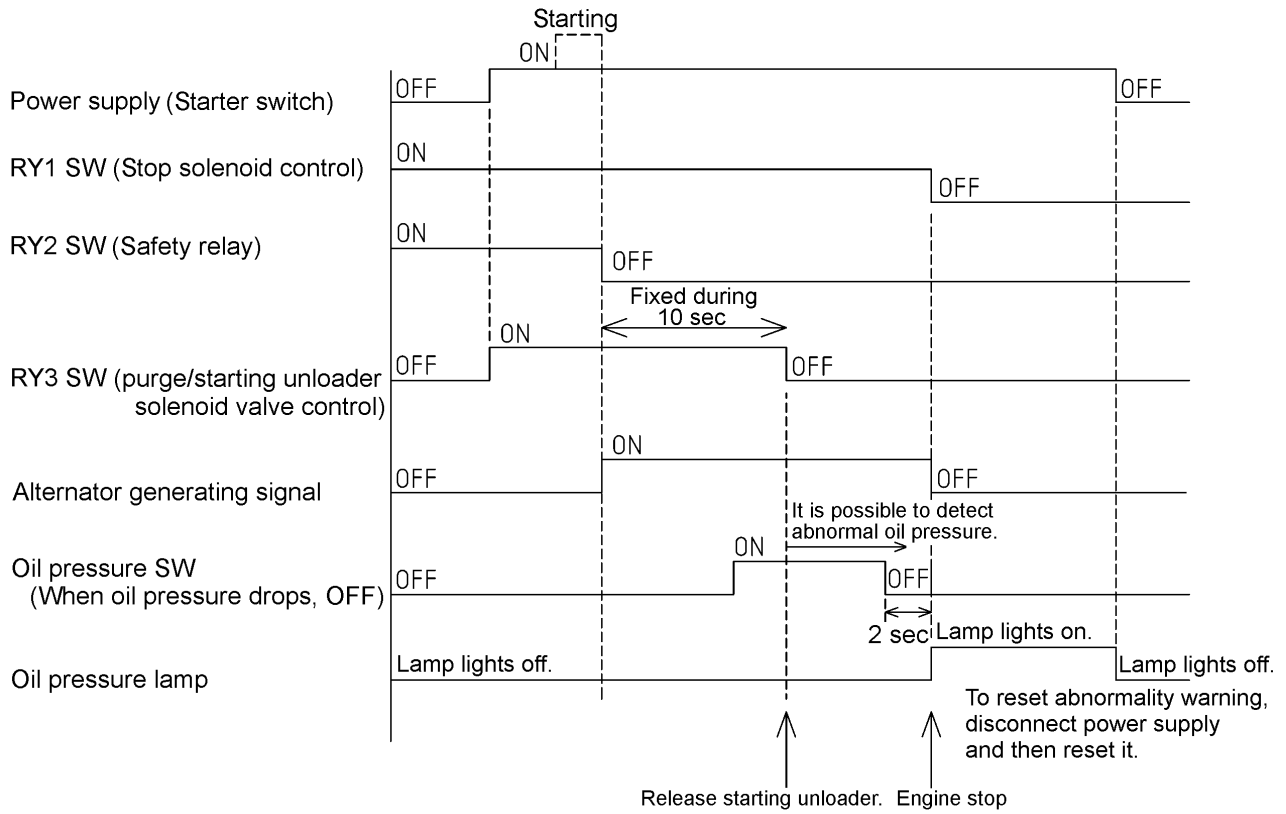 Starting
ON
OFF
OFF
Power supply (Starter switch)
ON
RY1 SW (Stop solenoid control)
OFF
ON
RY2 SW (Safety relay)
OFF
Fixed during
10 sec
ON
OFF
OFF
RY3 SW (purge/starting unloader
solenoid valve control)
ON
OFF
OFF
Alternator generating signal
It is possible to detect
abnormal oil pressure.
ON
Oil pressure SW
OFF
OFF
(When oil pressure drops, OFF)
2 sec
Lamp lights on.
Lamp lights off.
Lamp lights off.
Oil pressure lamp
To reset abnormality warning,
disconnect power supply
and then reset it.
Release starting unloader.
Engine stop